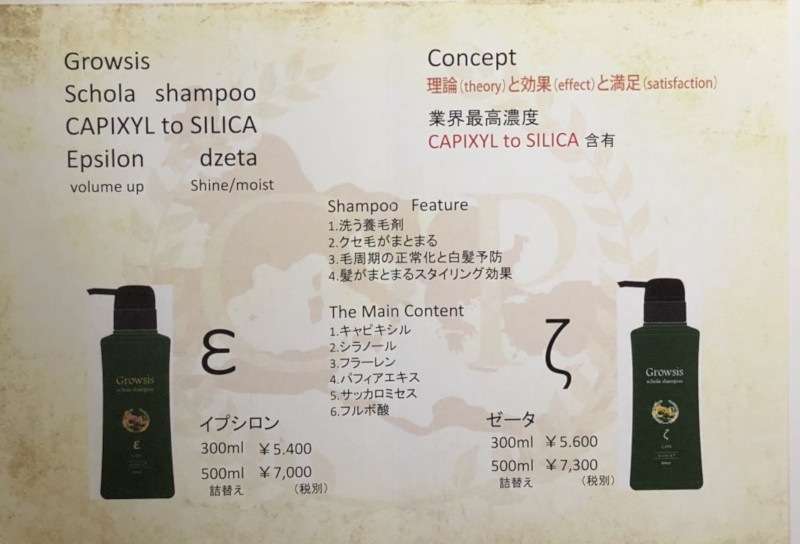 Growsis
Schola shampoo
CAPIXYL to SILICA
Epsilon dzeta
volume up Shine/moist
Concept
理論(theory)と効果(effect)と満足(satisfaction)
業界最高濃度
CAPIXYL to SILICA 含有
Shampoo Feature
1.洗う養毛剤
2.クセ毛がまとまる
3.毛周期の正常化と白髪予防
4.髪がまとまるスタイリング効果
The Main Content
1.キャピキシル
2.シラノール
3.フラーレン
4.パフィアエキス
5.サッカロミセス
6.フルボ酸
Growsis
schola shampoo
ε
ε
イプシロン
300ml ¥5.400
500ml ¥7,000
詰替え (税別)
ζ
ゼータ
300ml ¥5.600
500ml ¥7,300
詰替え (税別)
Growsis
schola shampoo
ζ